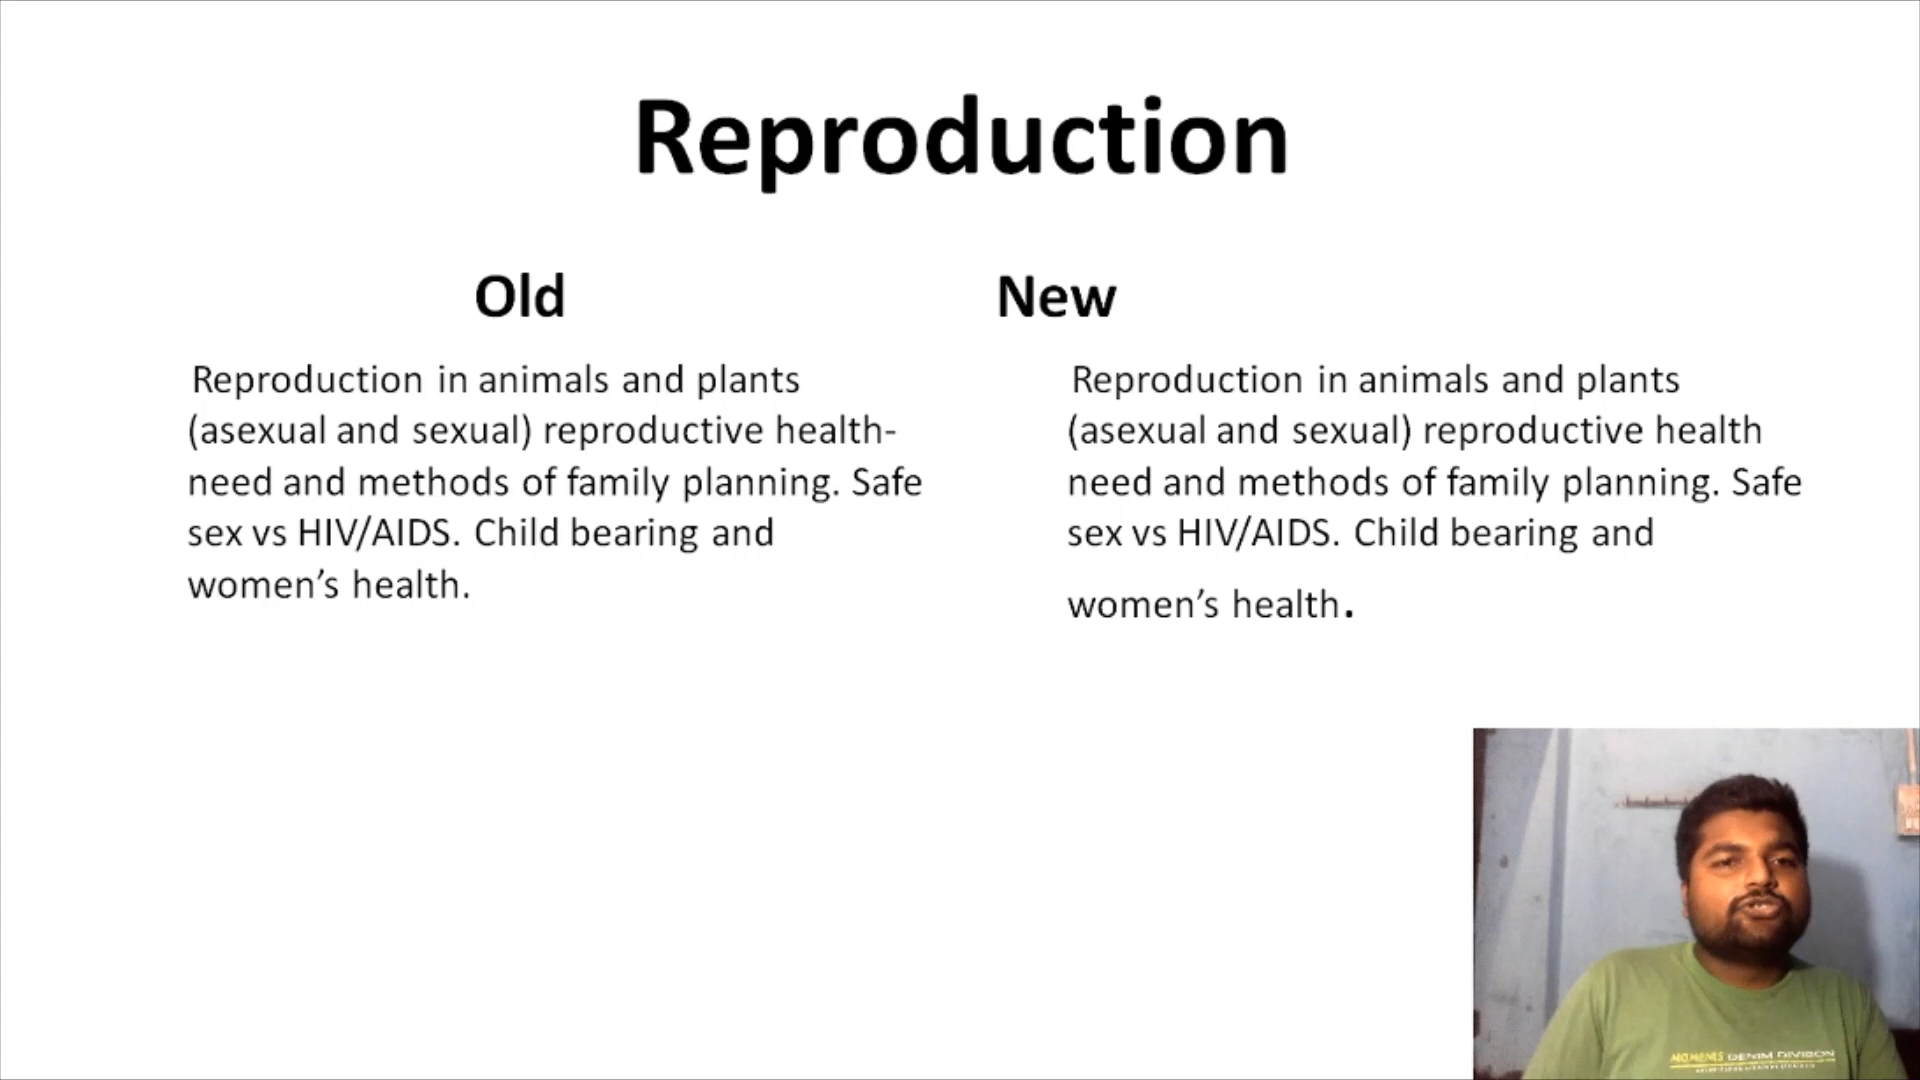 Reproduction
Old
Reproduction in animals and plants
(asexual and sexual) reproductive health-
need and methods of family planning. Safe
sex vs HIV/AIDS. Child bearing and
women’s health.
New
Reproduction in animals and plants
(asexual and sexual) reproductive health
need and methods of family planning. Safe
sex vs HIV/AIDS. Child bearing and
women’s health.
DENIM DIVISION